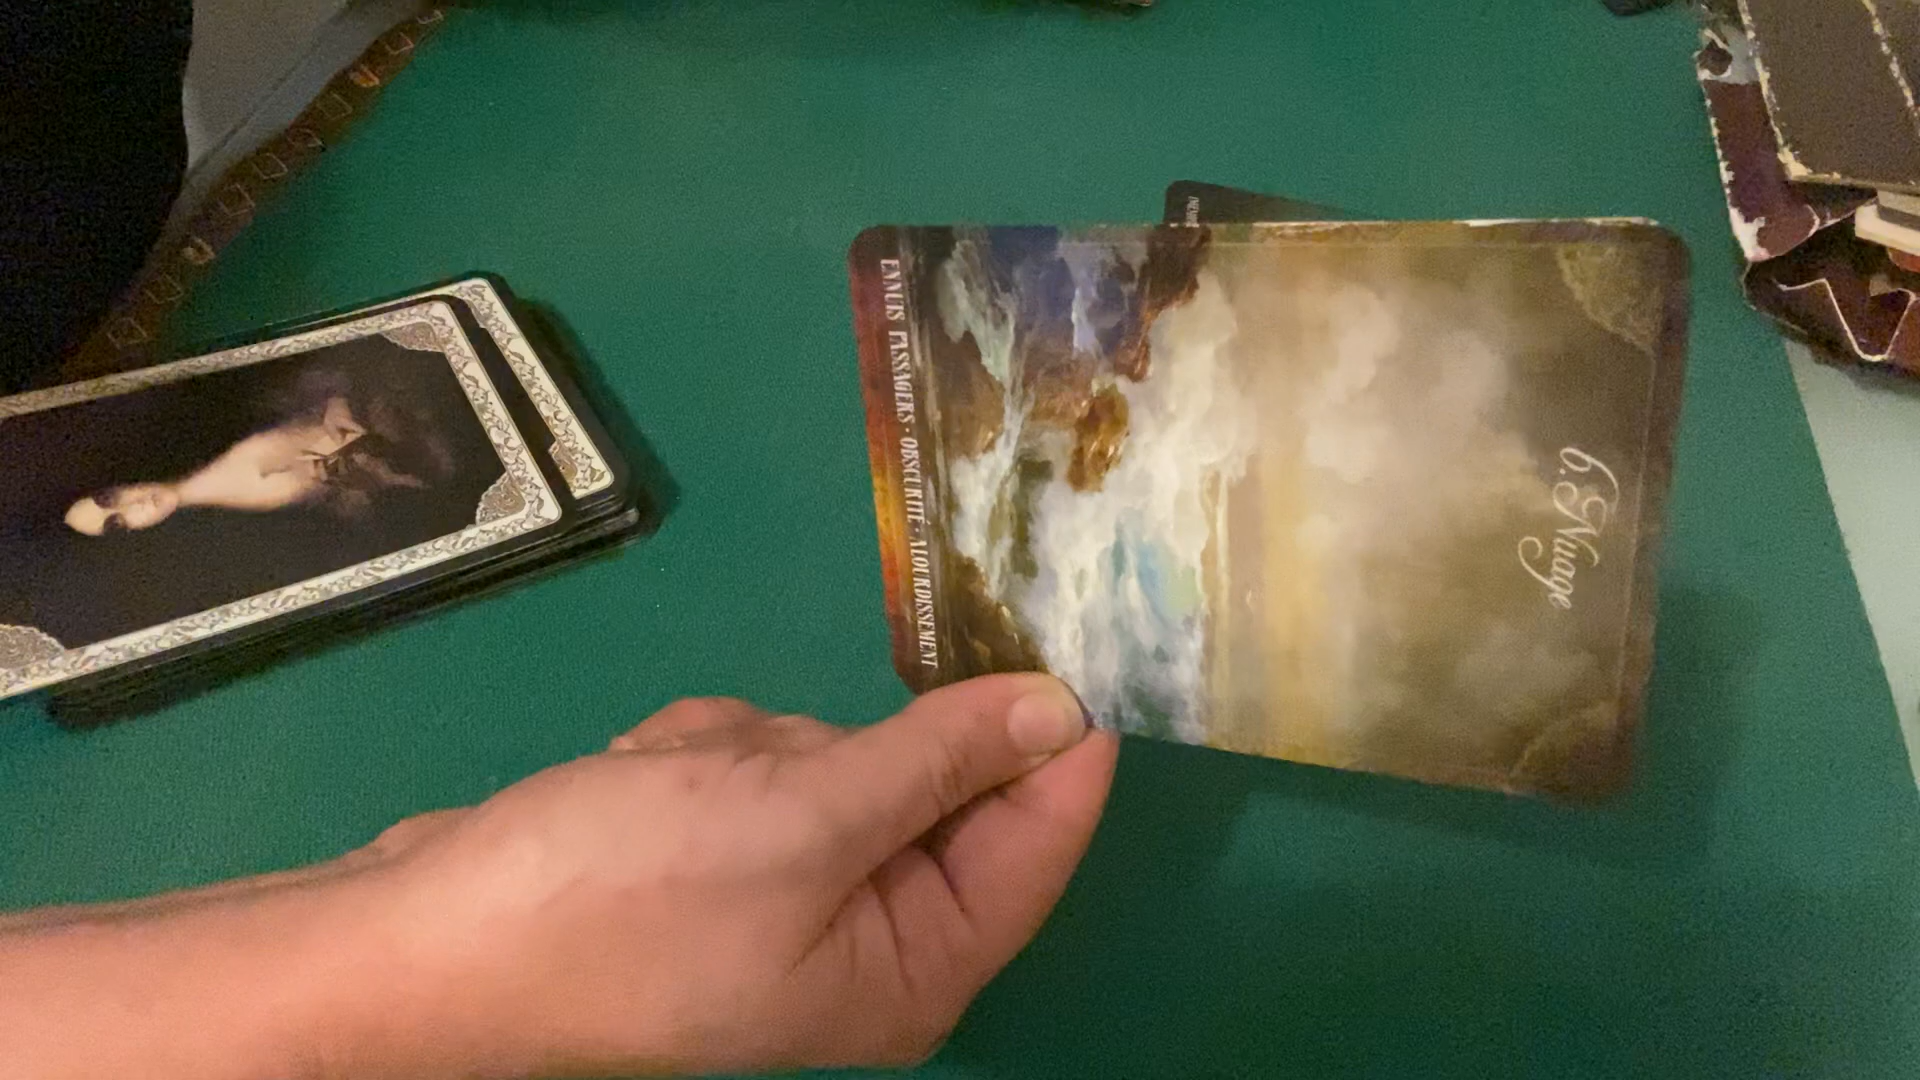 6. Nuage
ENNUIS PASSAGERS · OBSCURITÉ · ALOURDISSEMENT